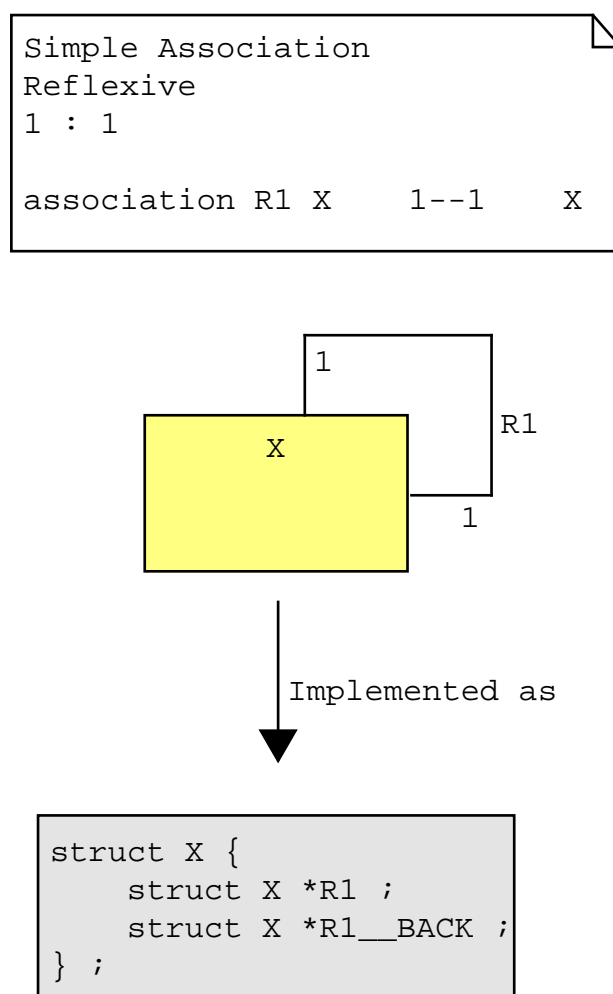 Simple Association
Reflexive
1 : 1
association R1 X    1--1    X
1
X
R1
1
Implemented as
struct X {
    struct X *R1 ;
    struct X *R1__BACK ;
} ;